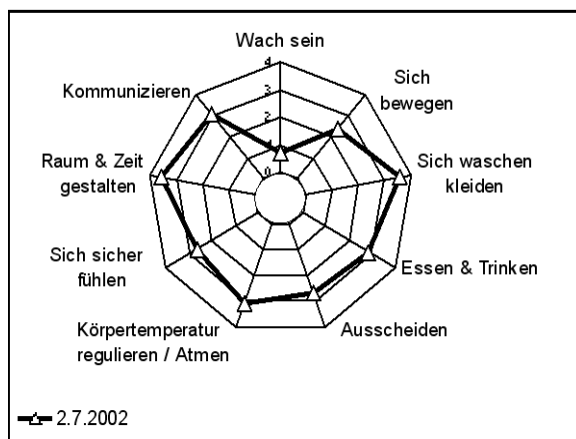 Wach sein
4
3
2
1
0
Sich
bewegen
Sich waschen
kleiden
Essen & Trinken
Ausscheiden
Körpertemperatur
regulieren / Atmen
Sich sicher
fühlen
Raum & Zeit
gestalten
Kommunizieren
2.7.2002